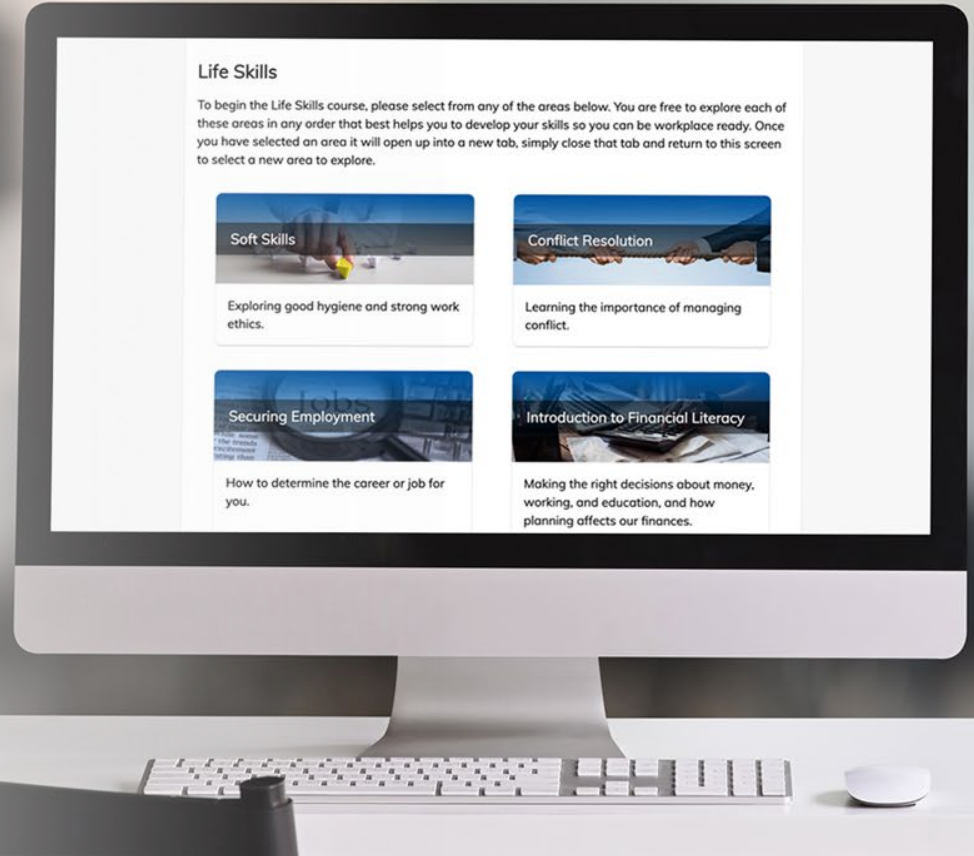 Life Skills
To begin the Life Skills course, please select from any of the areas below. You are free to explore each of
these areas in any order that best helps you to develop your skills so you can be workplace ready. Once
you have selected an area it will open up into a new tab, simply close that tab and return to this screen
to select a new area to explore.
Soft Skills
Exploring good hygiene and strong work
ethics.
Conflict Resolution
Learning the importance of managing
conflict.
Jobs
Securing Employment
How to determine the career or job for
you.
Introduction to Financial Literacy
Making the right decisions about money,
working, and education, and how
planning affects our finances.